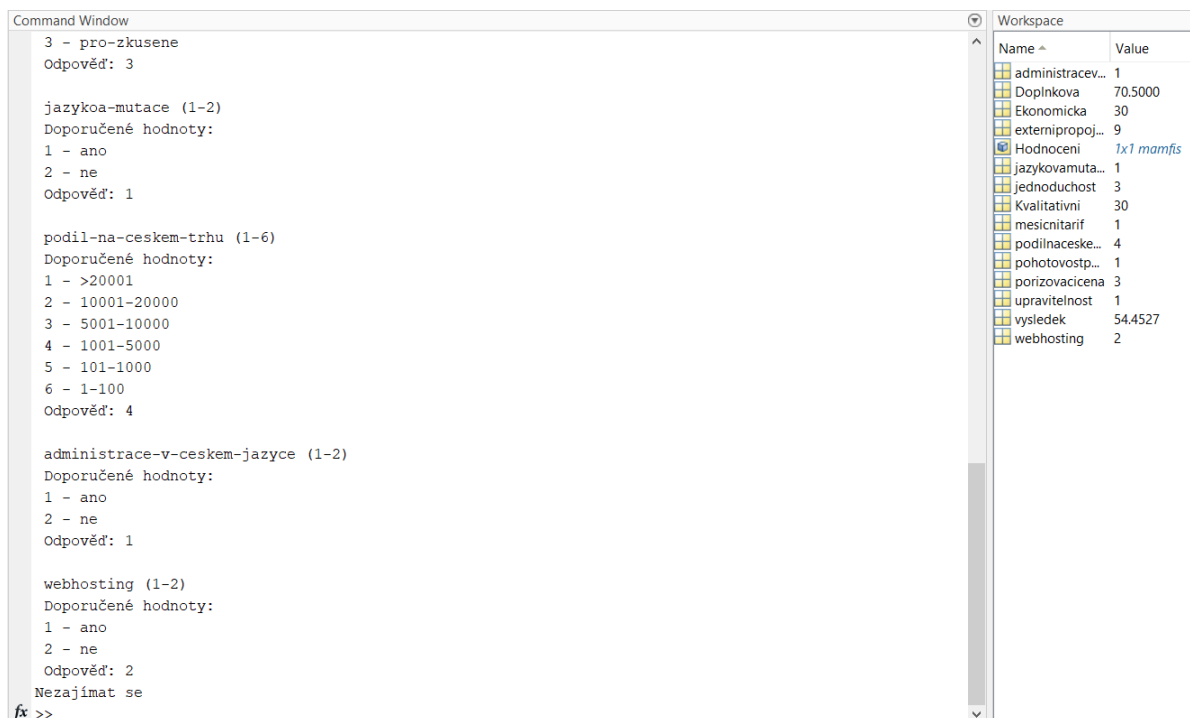 Command Window
3 - pro-zkusene
Odpověď: 3
jazykoa-mutace (1-2)
Doporučené hodnoty:
1 - ano
2 - ne
Odpověď: 1
podil-na-ceskem-trhu (1-6)
Doporučené hodnoty:
1 - >20001
2 - 10001-20000
3 - 5001-10000
4 - 1001-5000
5 - 101-1000
6 - 1-100
Odpověď: 4
administrace-v-ceskem-jazyce (1-2)
Doporučené hodnoty:
1 - ano
2 - ne
Odpověď: 1
webhosting (1-2)
Doporučené hodnoty:
1 - ano
2 - ne
Odpověď: 2
Nezajímat se
fx >>
Workspace
Name Value
administracev... 1
Doplnkova 70.5000
Ekonomicka 30
externipropoj... 9
Hodnoceni 1x1 mamfis
jazykovamuta... 1
jednoduchost 3
Kvalitativni 30
mesicnitarif 1
podilnaceske... 4
pohotovostp... 1
porizovacicena 3
upravitelnost 1
vysledek 54.4527
webhosting 2